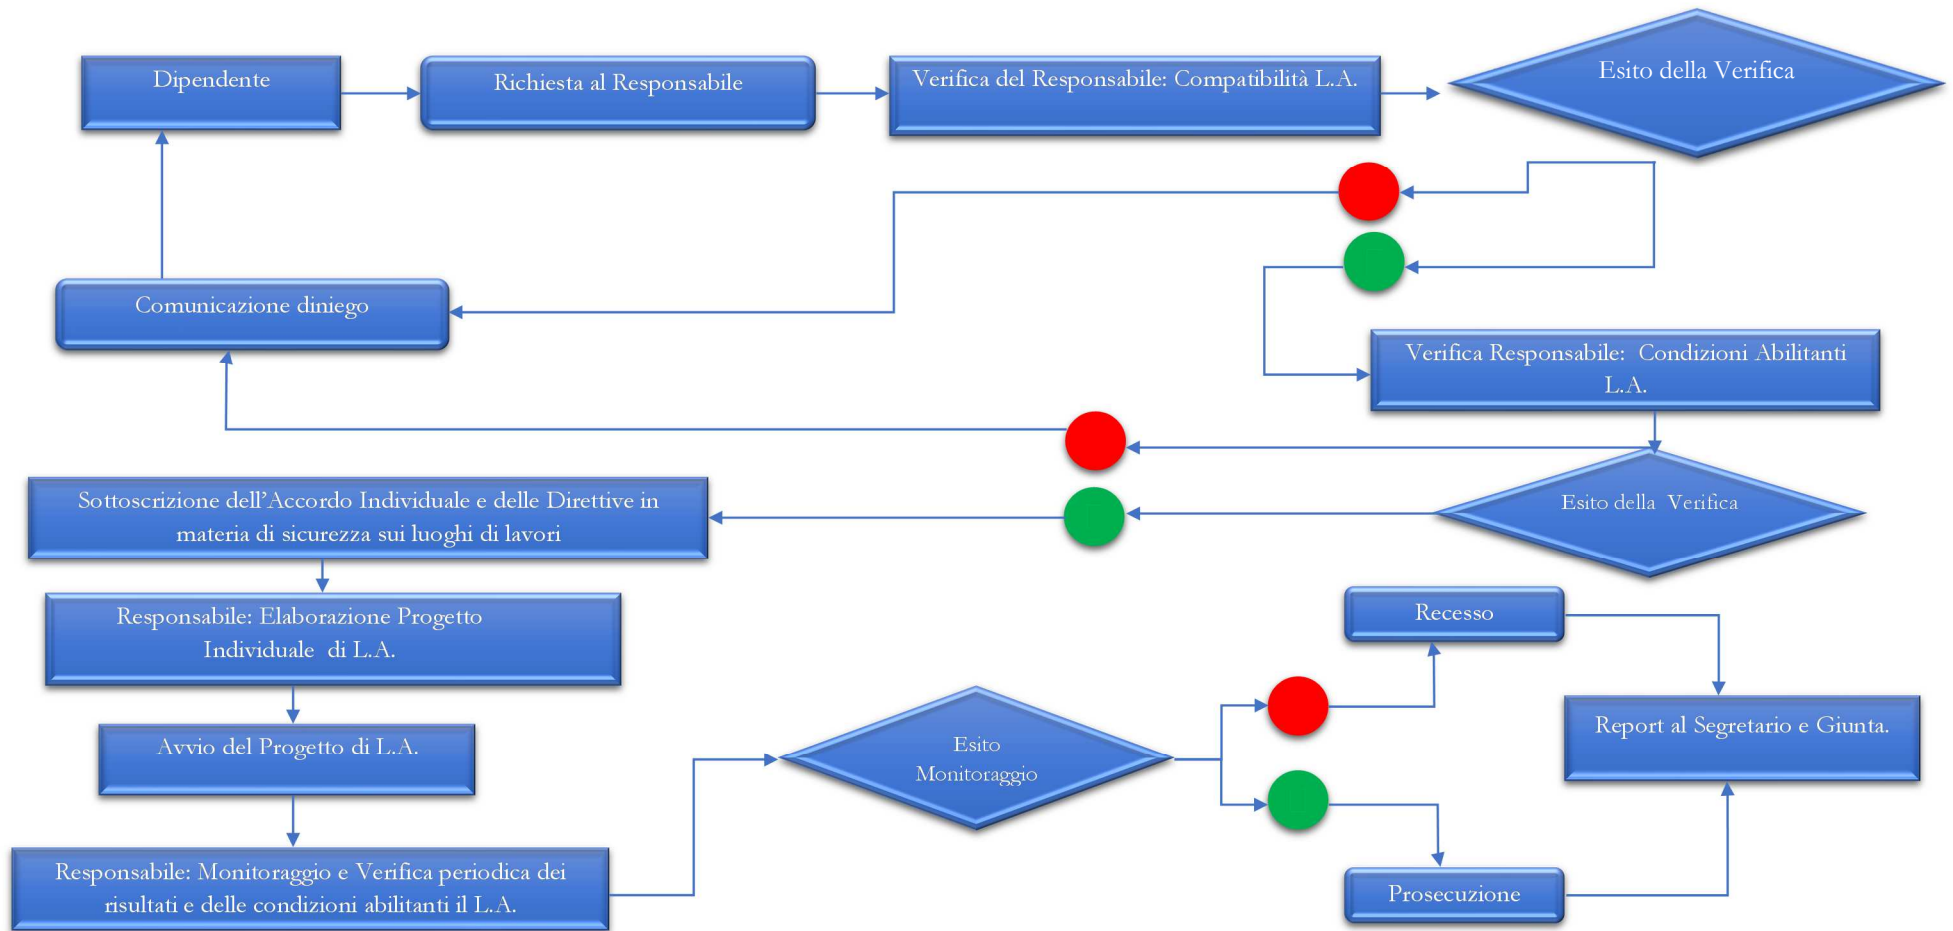 Dipendente
Richiesta al Responsabile
Verifica del Responsabile: Compatibilità L.A.
Esito della Verifica
Comunicazione diniego
Verifica Responsabile:  Condizioni Abilitanti
L.A.
Esito della  Verifica
Sottoscrizione dell’Accordo Individuale e delle Direttive in
materia di sicurezza sui luoghi di lavori
Responsabile: Elaborazione Progetto
Individuale  di L.A.
Avvio del Progetto di L.A.
Responsabile: Monitoraggio e Verifica periodica dei
risultati e delle condizioni abilitanti il L.A.
Esito
Monitoraggio
Recesso
Report al Segretario e Giunta.
Prosecuzione